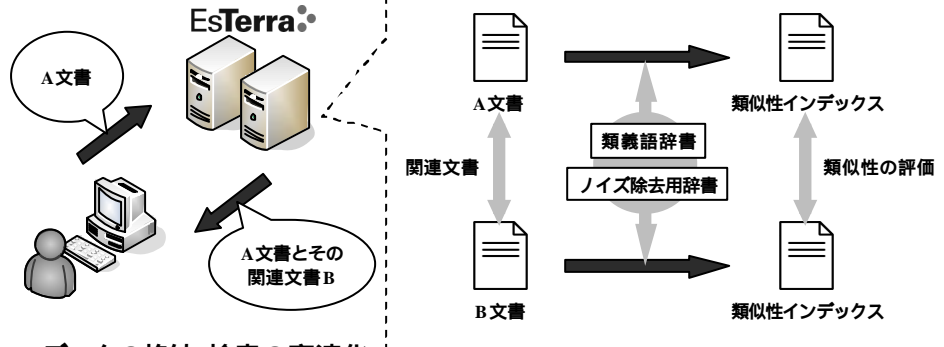 EsTerra
A文書
A文書とその
関連文書B
A文書
類似性インデックス
類義語辞書
ノイズ除去用辞書
関連文書
類似性の評価
B文書
類似性インデックス